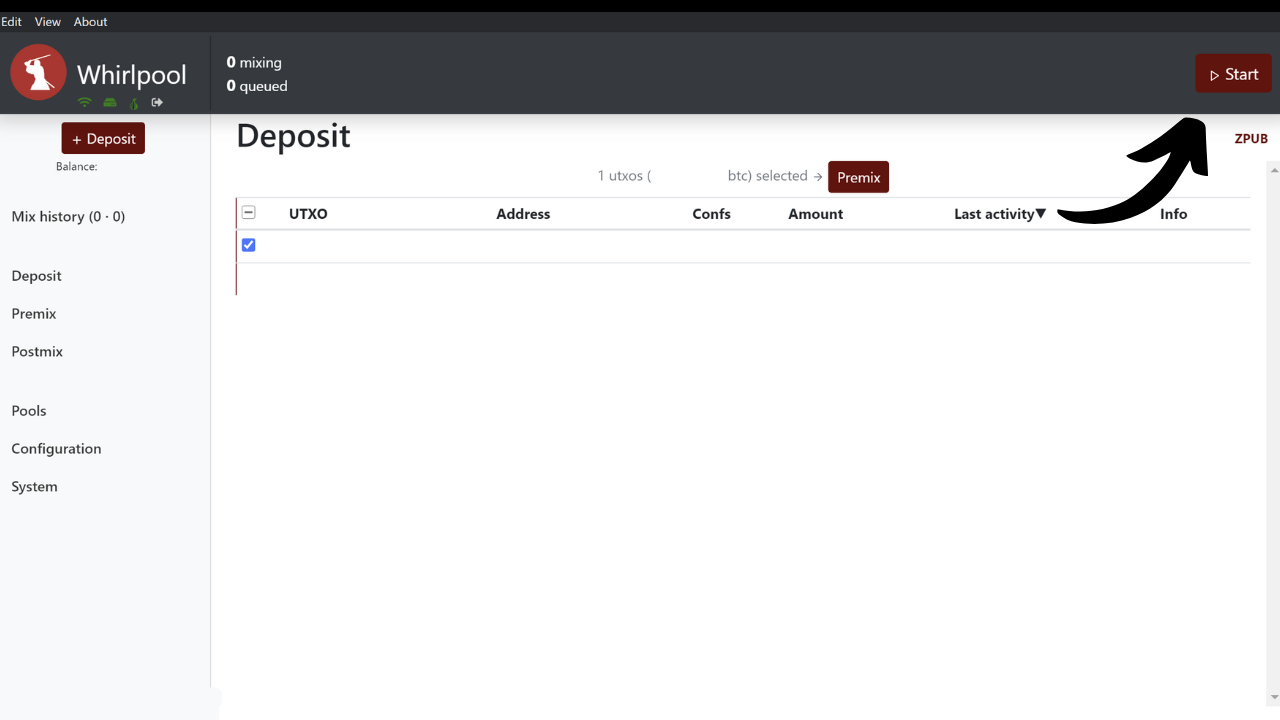 Edit View About
Whirlpool
0 mixing
0 queued
Start
+ Deposit
Balance:
Mix history (0 · 0)
Deposit
Premix
Postmix
Pools
Configuration
System
Deposit
ZPUB
1 utxos ( btc) selected → Premix
UTXO Address Confs Amount Last activity▼ Info